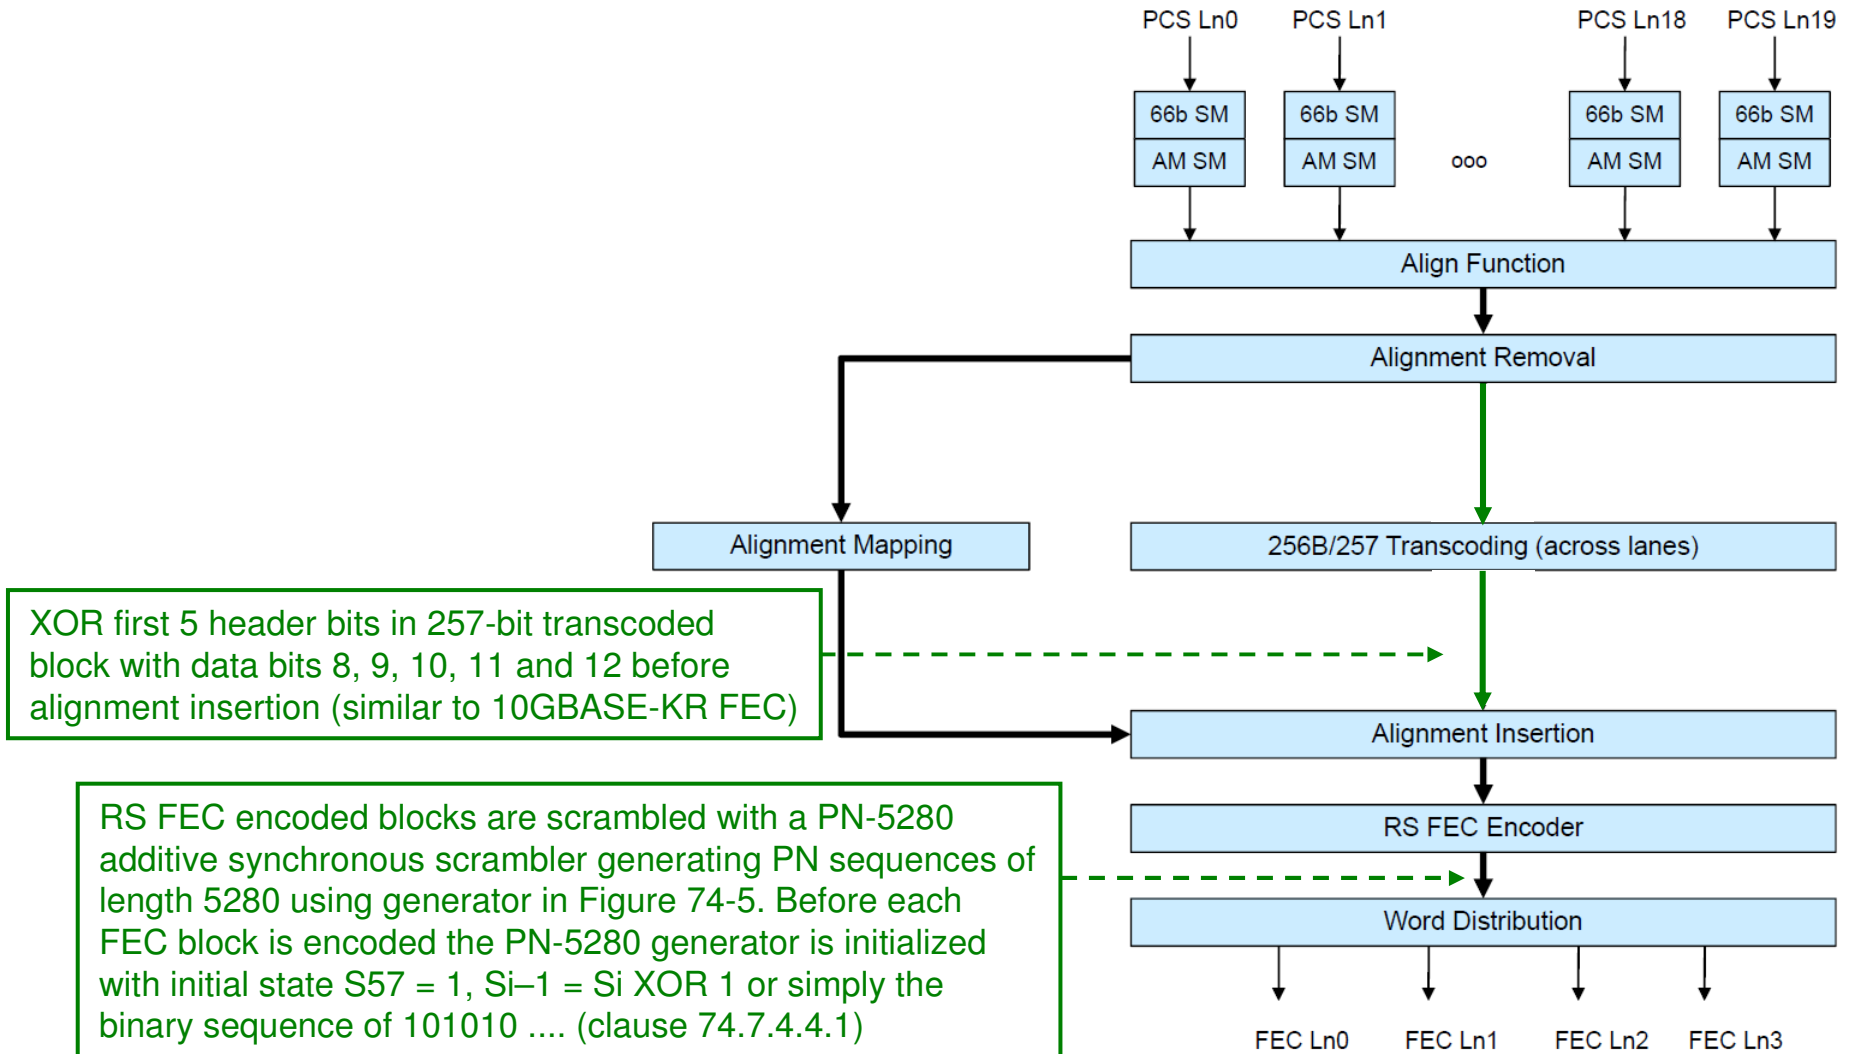 PCS Ln0 PCS Ln1 PCS Ln18 PCS Ln19
66b SM 66b SM 66b SM 66b SM
AM SM AM SM ooo AM SM AM SM
Align Function
Alignment Removal
Alignment Mapping 256B/257 Transcoding (across lanes)
XOR first 5 header bits in 257-bit transcoded
block with data bits 8, 9, 10, 11 and 12 before
alignment insertion (similar to 10GBASE-KR FEC)
Alignment Insertion
RS FEC encoded blocks are scrambled with a PN-5280
additive synchronous scrambler generating PN sequences of
length 5280 using generator in Figure 74-5. Before each
FEC block is encoded the PN-5280 generator is initialized
with initial state S57 = 1, Si–1 = Si XOR 1 or simply the
binary sequence of 101010 .... (clause 74.7.4.4.1)
RS FEC Encoder
Word Distribution
FEC Ln0 FEC Ln1 FEC Ln2 FEC Ln3